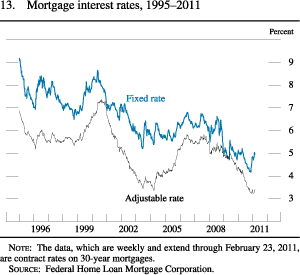 13. Mortgage interest rates, 1995–2011
Percent
9
8
Fixed rate
7
6
5
4
Adjustable rate
3
1996 1999 2002 2005 2008 2011
NOTE: The data, which are weekly and extend through February 23, 2011,
are contract rates on 30-year mortgages.
SOURCE: Federal Home Loan Mortgage Corporation.